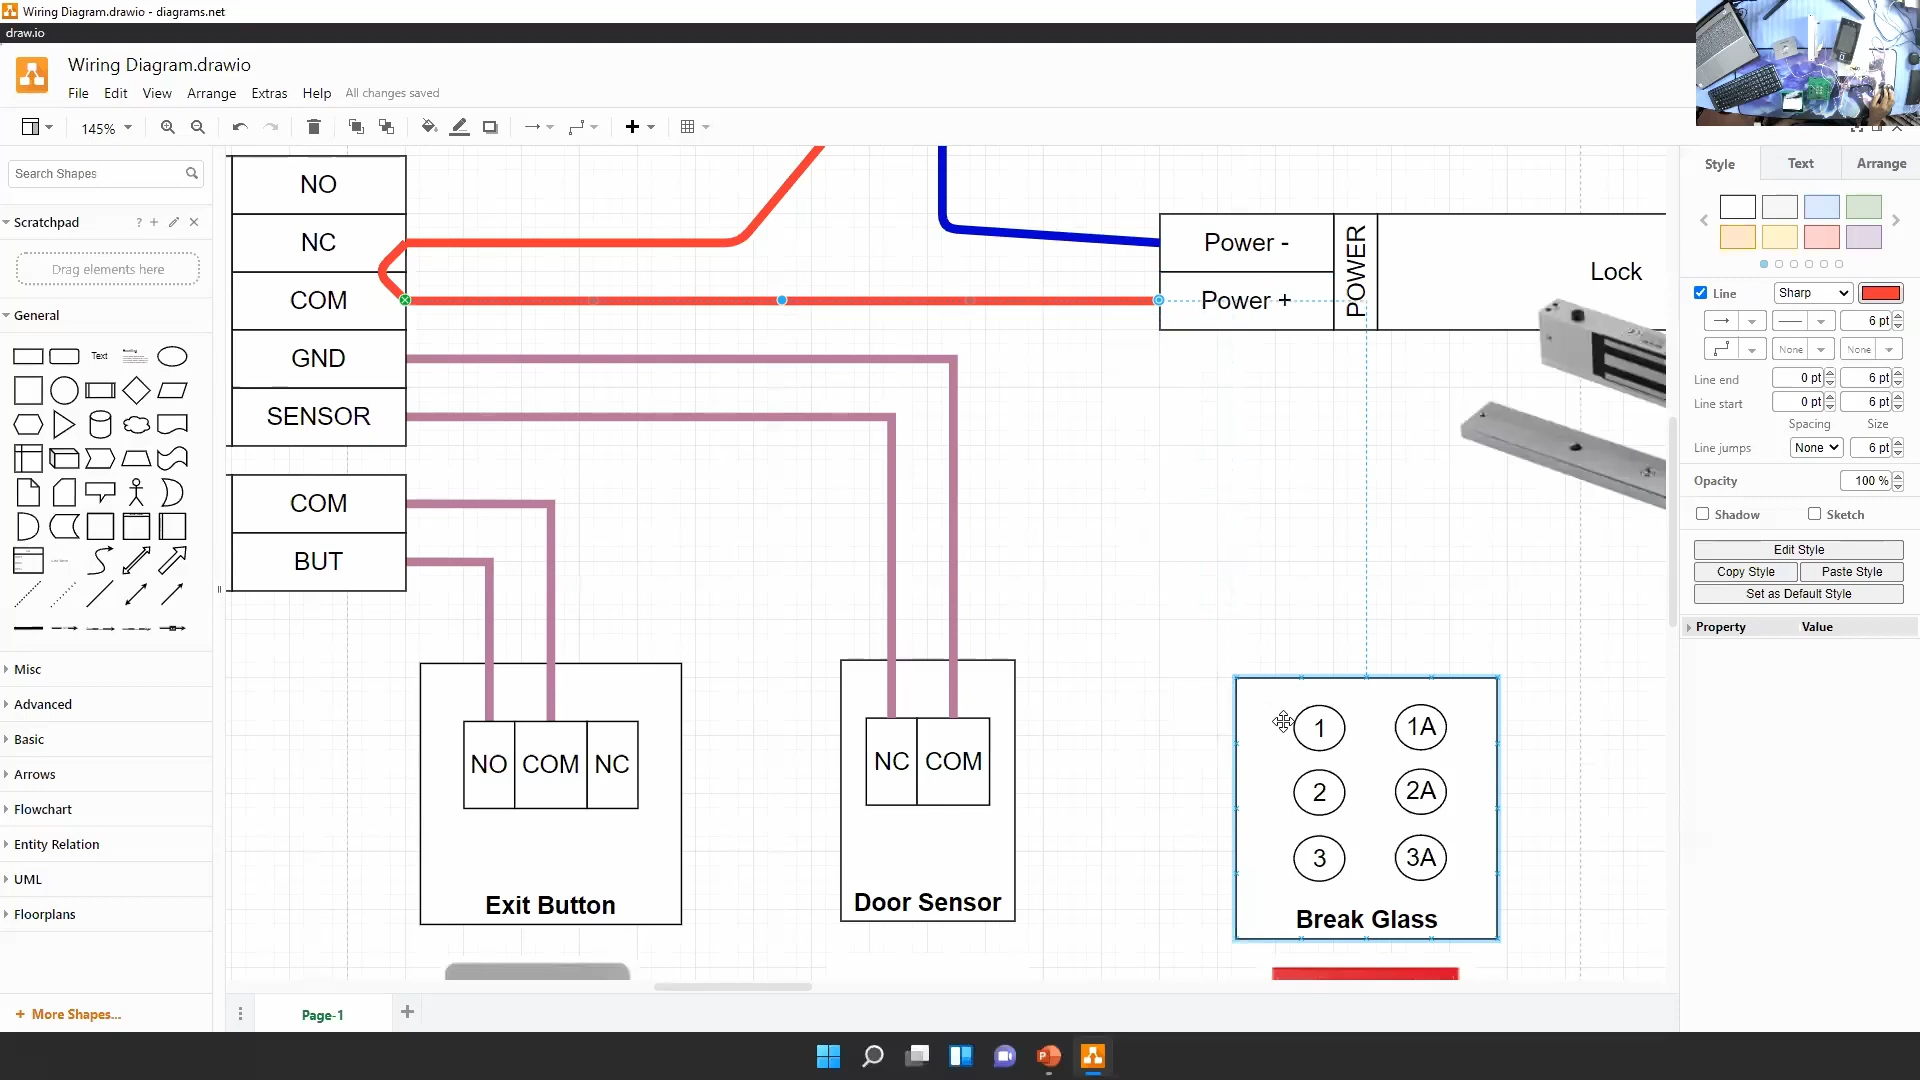 Wiring Diagram.drawio - diagrams.net
draw.io
Wiring Diagram.drawio
File Edit View Arrange Extras Help All changes saved
145%
Search Shapes
Scratchpad ? +
Drag elements here
General
Text
Misc
Advanced
Basic
Arrows
Flowchart
Entity Relation
UML
Floorplans
+ More Shapes...
NO
NC
COM
GND
SENSOR
COM
BUT
Power -
Power +
POWER
Lock
NO COM NC
Exit Button
NC COM
Door Sensor
1 1A
2 2A
3 3A
Break Glass
Page-1
Style Text Arrange
Line Sharp
6 pt
None None
Line end 0 pt 6 pt
Line start 0 pt 6 pt
Spacing Size
Line jumps None 6 pt
Opacity 100 %
Shadow Sketch
Edit Style
Copy Style Paste Style
Set as Default Style
Property Value